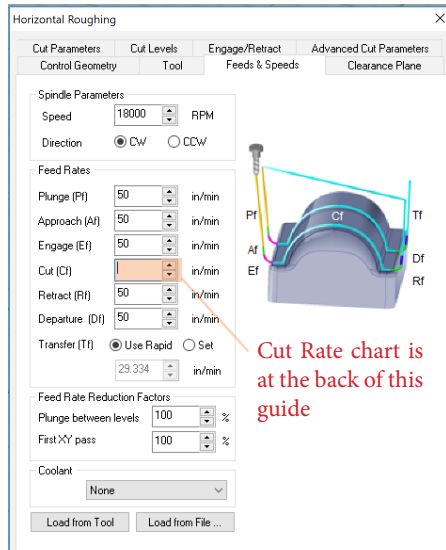 Horizontal Roughing
Cut Parameters Cut Levels Engage/Retract Advanced Cut Parameters
Control Geometry Tool Feeds & Speeds Clearance Plane
Spindle Parameters
Speed 18000 RPM
Direction CW CCW
Feed Rates
Plunge (Pf) 50 in/min
Approach (Af) 50 in/min
Engage (Ef) 50 in/min
Cut (Cf) in/min
Retract (Rf) 50 in/min
Departure (Df) 50 in/min
Transfer (Tf) Use Rapid Set
29.334 in/min
Pf Cf Tf
Af Df
Ef Rf
Cut Rate chart is
at the back of this
guide
Feed Rate Reduction Factors
Plunge between levels 100 %
First XY pass 100 %
Coolant
None
Load from Tool Load from File ...